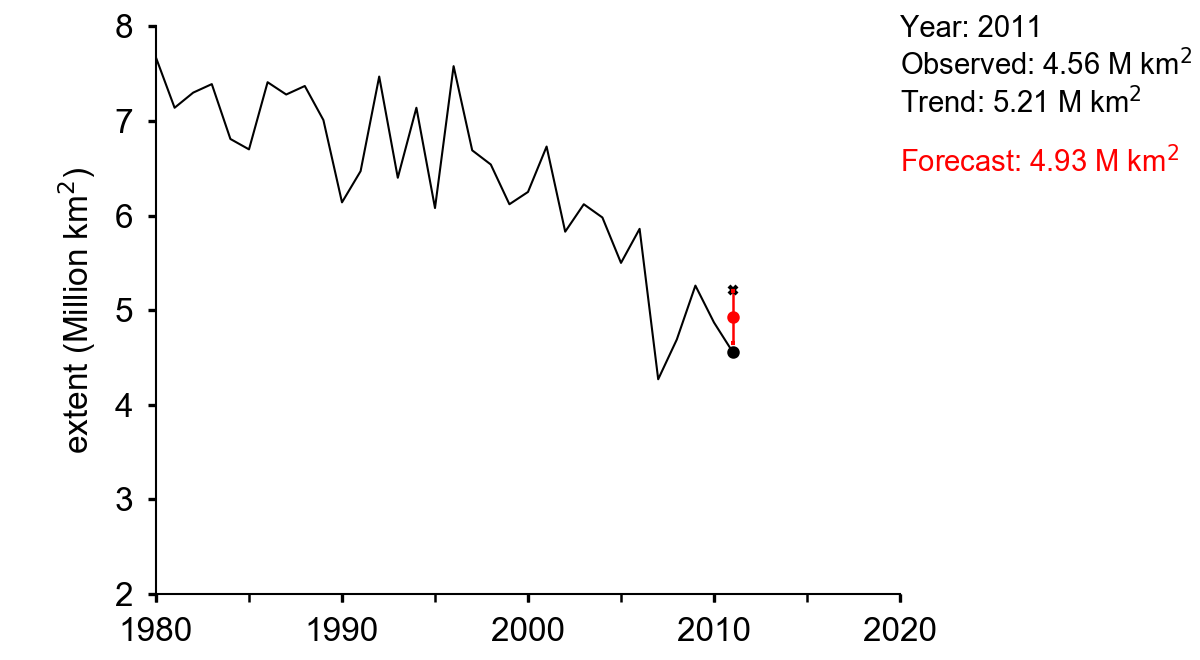 8
7
6
5
4
3
2
extent (Million km²)
1980
1990
2000
2010
2020
Year: 2011
Observed: 4.56 M km²
Trend: 5.21 M km²
Forecast: 4.93 M km²